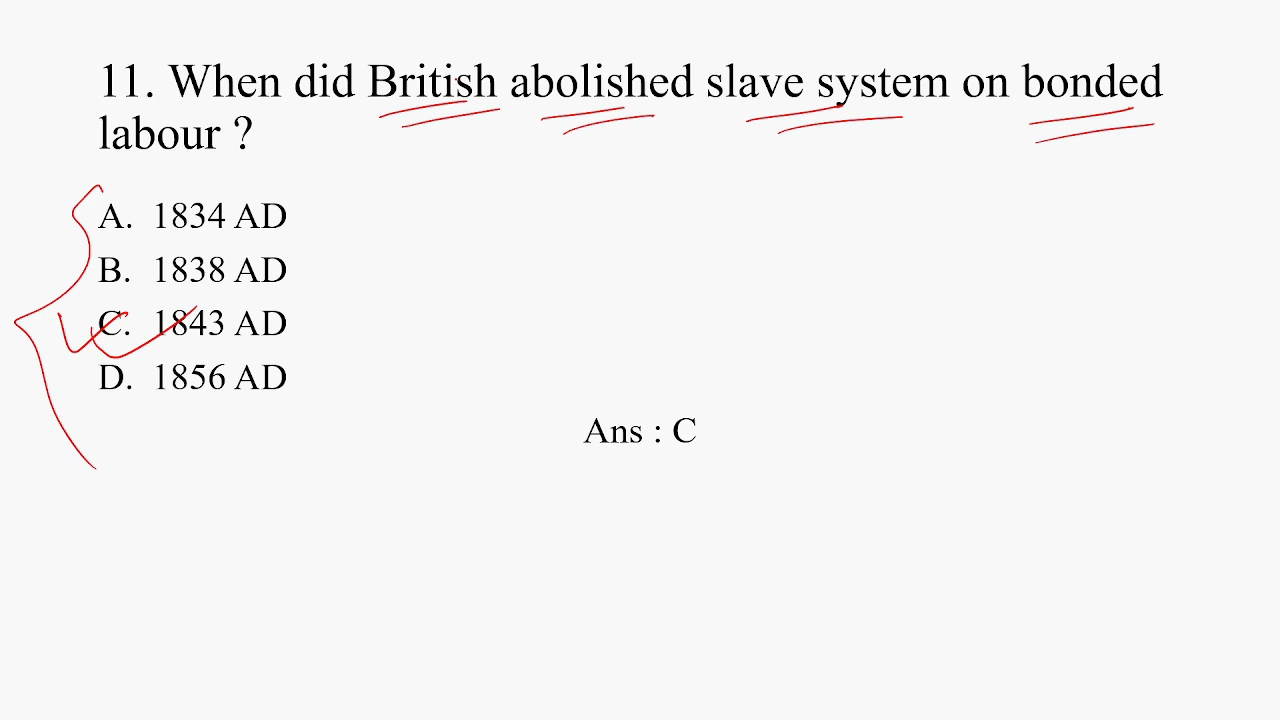 11. When did British abolished slave system on bonded
labour ?
A. 1834 AD
B. 1838 AD
C. 1843 AD
D. 1856 AD
Ans : C